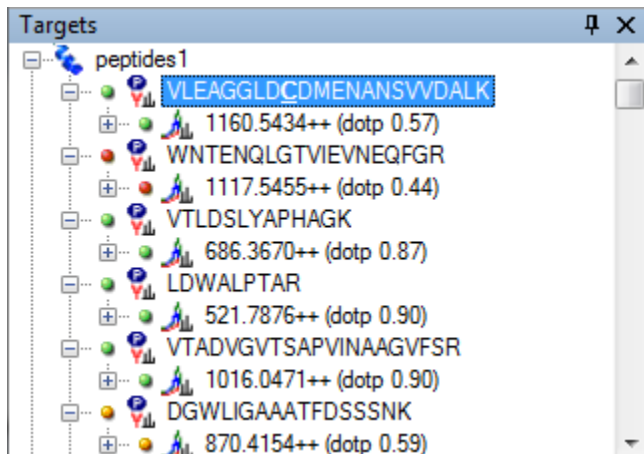 Targets
peptides1
VLEAGGLDCDMENANSVVDALK
1160.5434++ (dotp 0.57)
WNTENQLGTVIEVNEQFGR
1117.5455++ (dotp 0.44)
VTLDSLYAPHAGK
686.3670++ (dotp 0.87)
LDWALPTAR
521.7876++ (dotp 0.90)
VTADVGVTSAPVINAAGVFSR
1016.0471++ (dotp 0.90)
DGWLIGAAATFDSSSNK
870.4154++ (dotp 0.59)